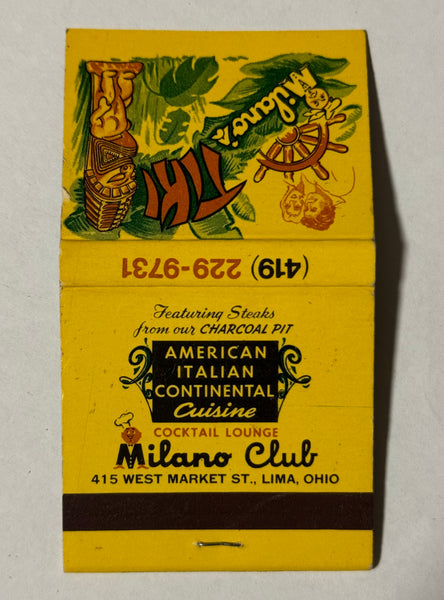 Milano's
TIKI
(419) 229-9731
Featuring Steaks
from our CHARCOAL PIT
AMERICAN
ITALIAN
CONTINENTAL
Cuisine
COCKTAIL LOUNGE
Milano Club
415 WEST MARKET ST., LIMA, OHIO